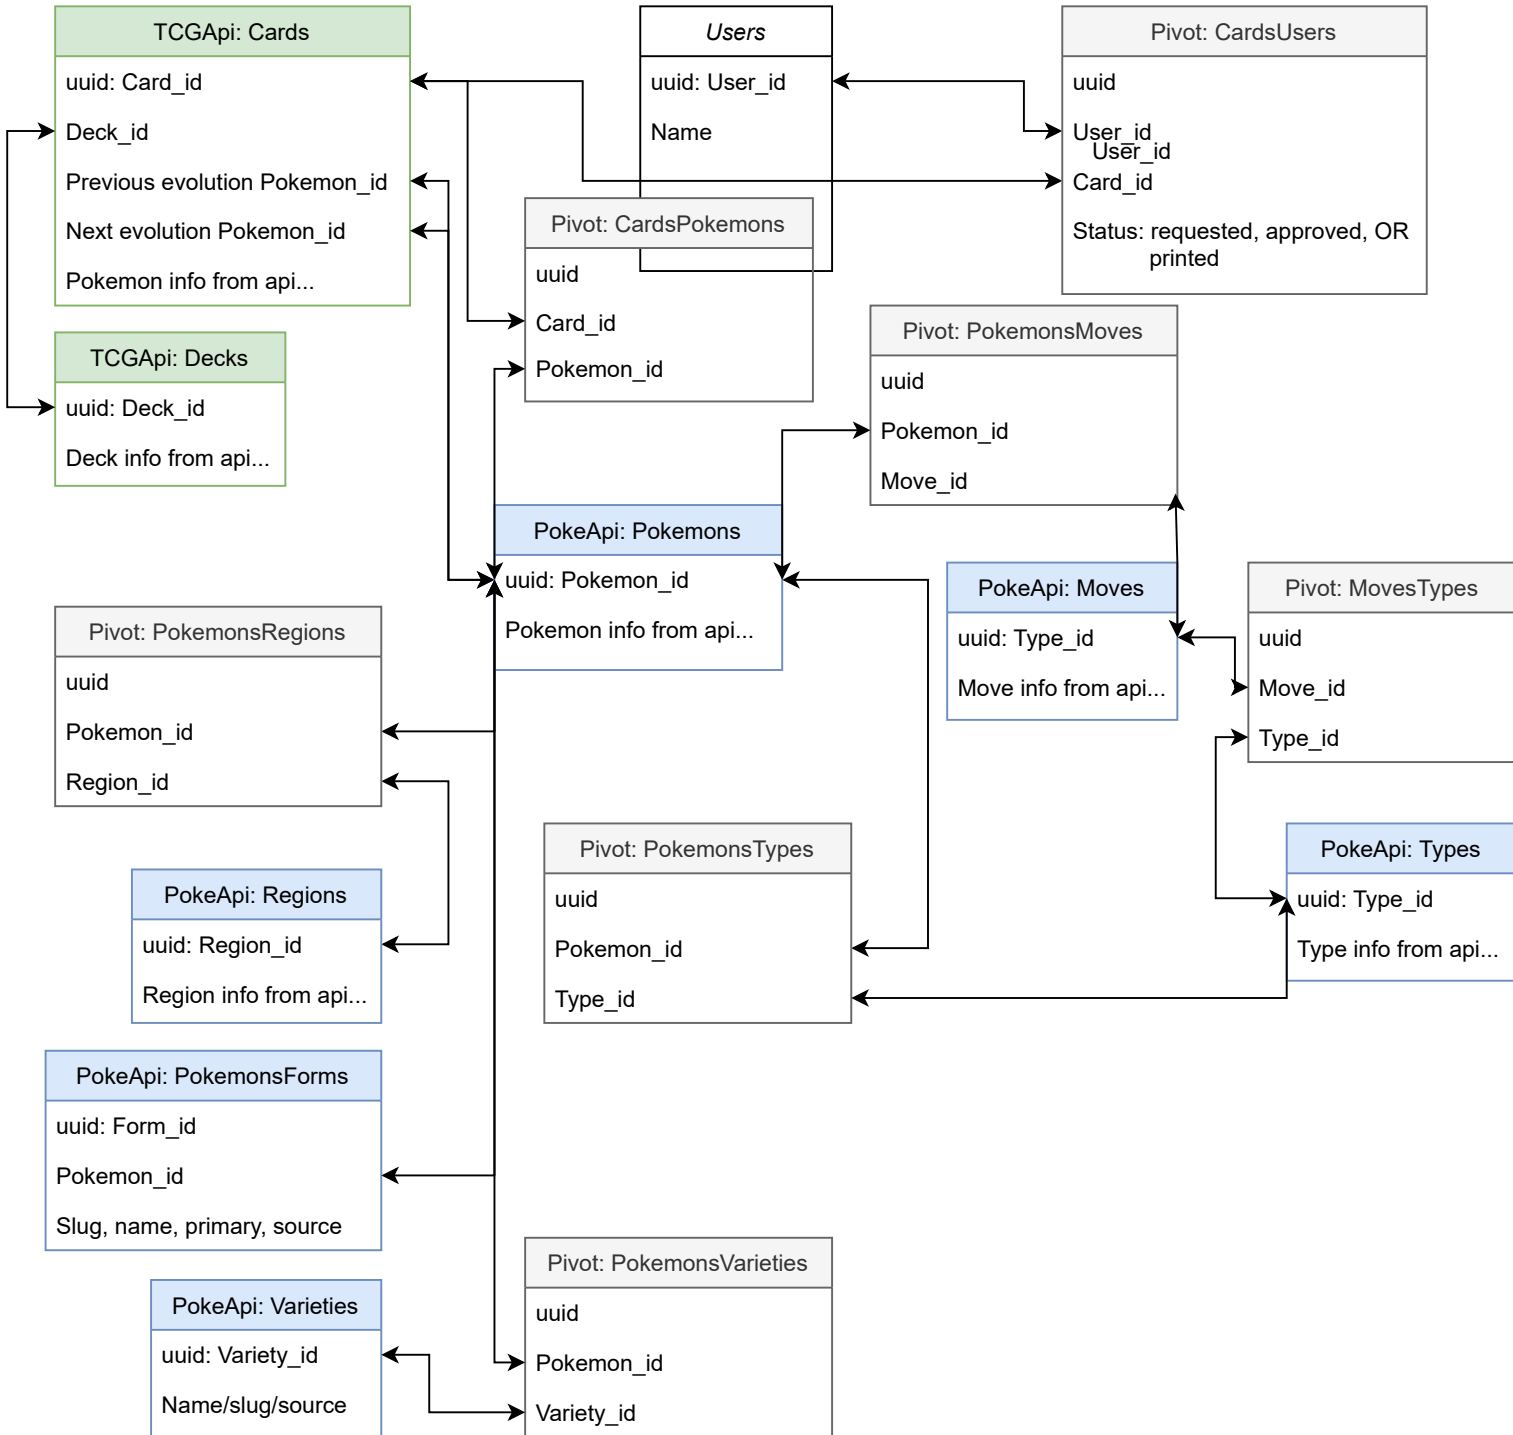 TCGApi: Cards
uuid: Card_id
Deck_id
Previous evolution Pokemon_id
Next evolution Pokemon_id
Pokemon info from api...
Users
uuid: User_id
Name
Pivot: CardsUsers
uuid
User_id
User_id
Card_id
Status: requested, approved, OR
printed
Pivot: CardsPokemons
uuid
Card_id
Pokemon_id
TCGApi: Decks
uuid: Deck_id
Deck info from api...
Pivot: PokemonsMoves
uuid
Pokemon_id
Move_id
PokeApi: Pokemons
uuid: Pokemon_id
Pokemon info from api...
PokeApi: Moves
uuid: Type_id
Move info from api...
Pivot: MovesTypes
uuid
Move_id
Type_id
Pivot: PokemonsRegions
uuid
Pokemon_id
Region_id
Pivot: PokemonsTypes
uuid
Pokemon_id
Type_id
PokeApi: Types
uuid: Type_id
Type info from api...
PokeApi: Regions
uuid: Region_id
Region info from api...
PokeApi: PokemonsForms
uuid: Form_id
Pokemon_id
Slug, name, primary, source
Pivot: PokemonsVarieties
uuid
Pokemon_id
Variety_id
PokeApi: Varieties
uuid: Variety_id
Name/slug/source